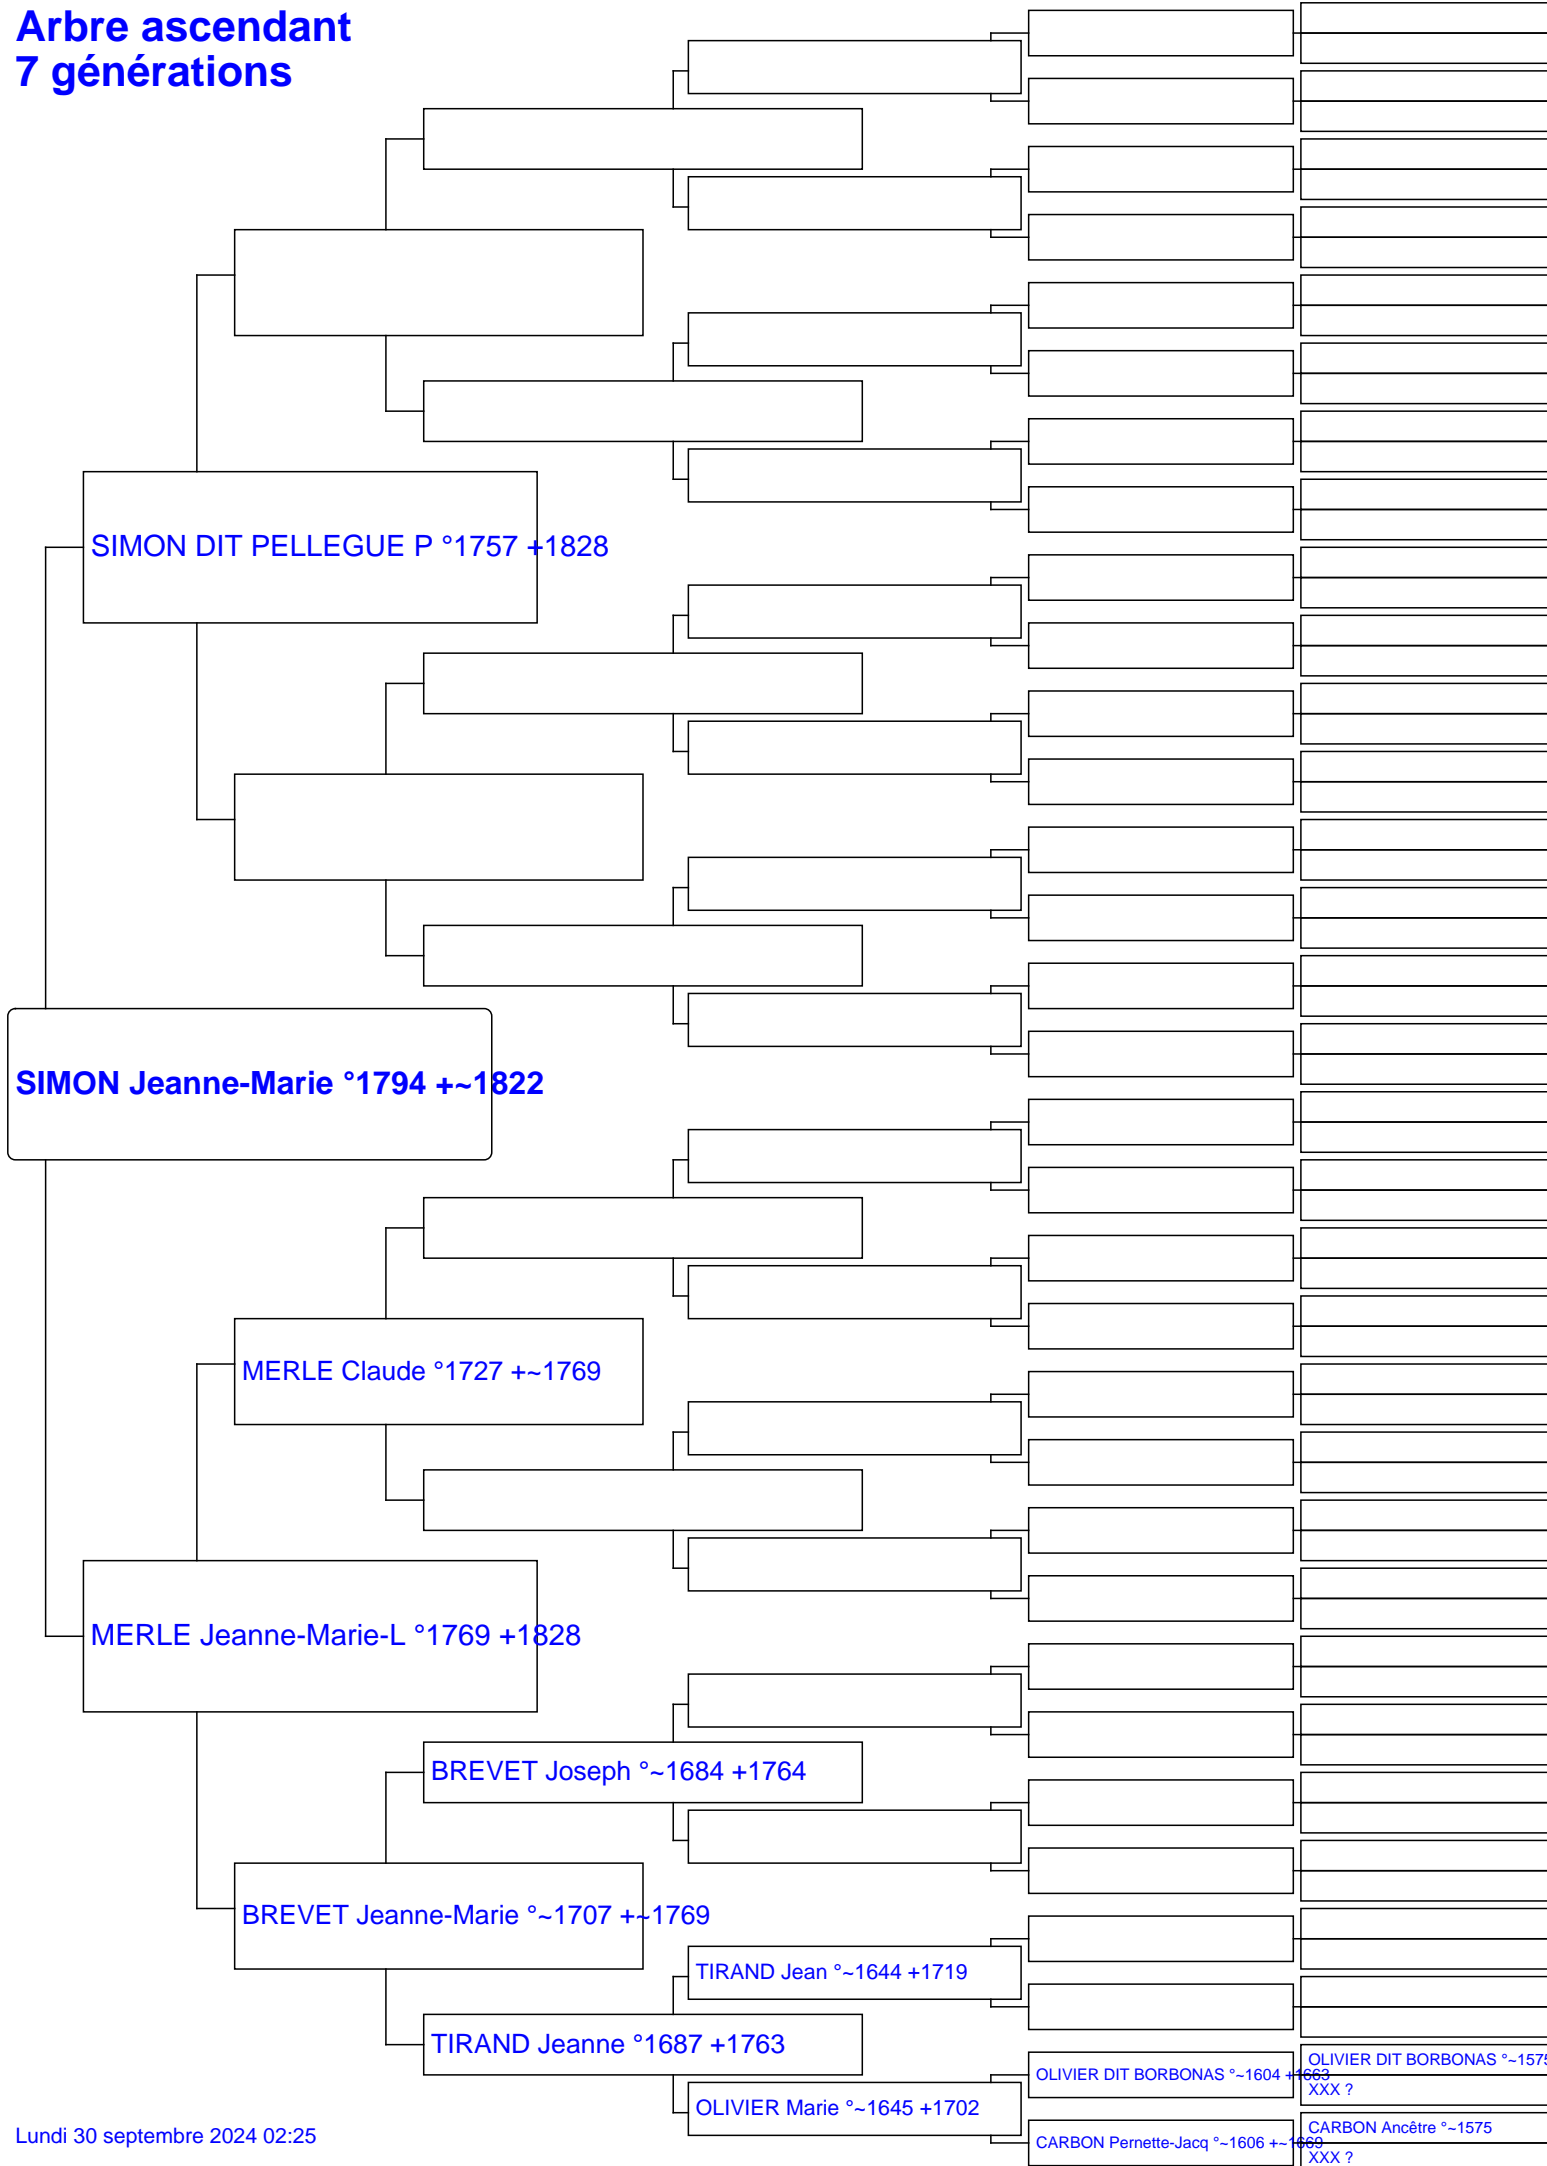 Arbre ascendant
7 générations
SIMON DIT PELLEGUE P °1757 +1828
SIMON Jeanne-Marie °1794 +~1822
MERLE Claude °1727 +~1769
MERLE Jeanne-Marie-L °1769 +1828
BREVET Joseph °~1684 +1764
BREVET Jeanne-Marie °~1707 +~1769
TIRAND Jean °~1644 +1719
TIRAND Jeanne °1687 +1763
OLIVIER DIT BORBONAS °~1575
OLIVIER DIT BORBONAS °~1604 +1663
XXX ?
OLIVIER Marie °~1645 +1702
CARBON Ancêtre °~1575
CARBON Pernette-Jacq °~1606 +~1669
XXX ?
Lundi 30 septembre 2024 02:25